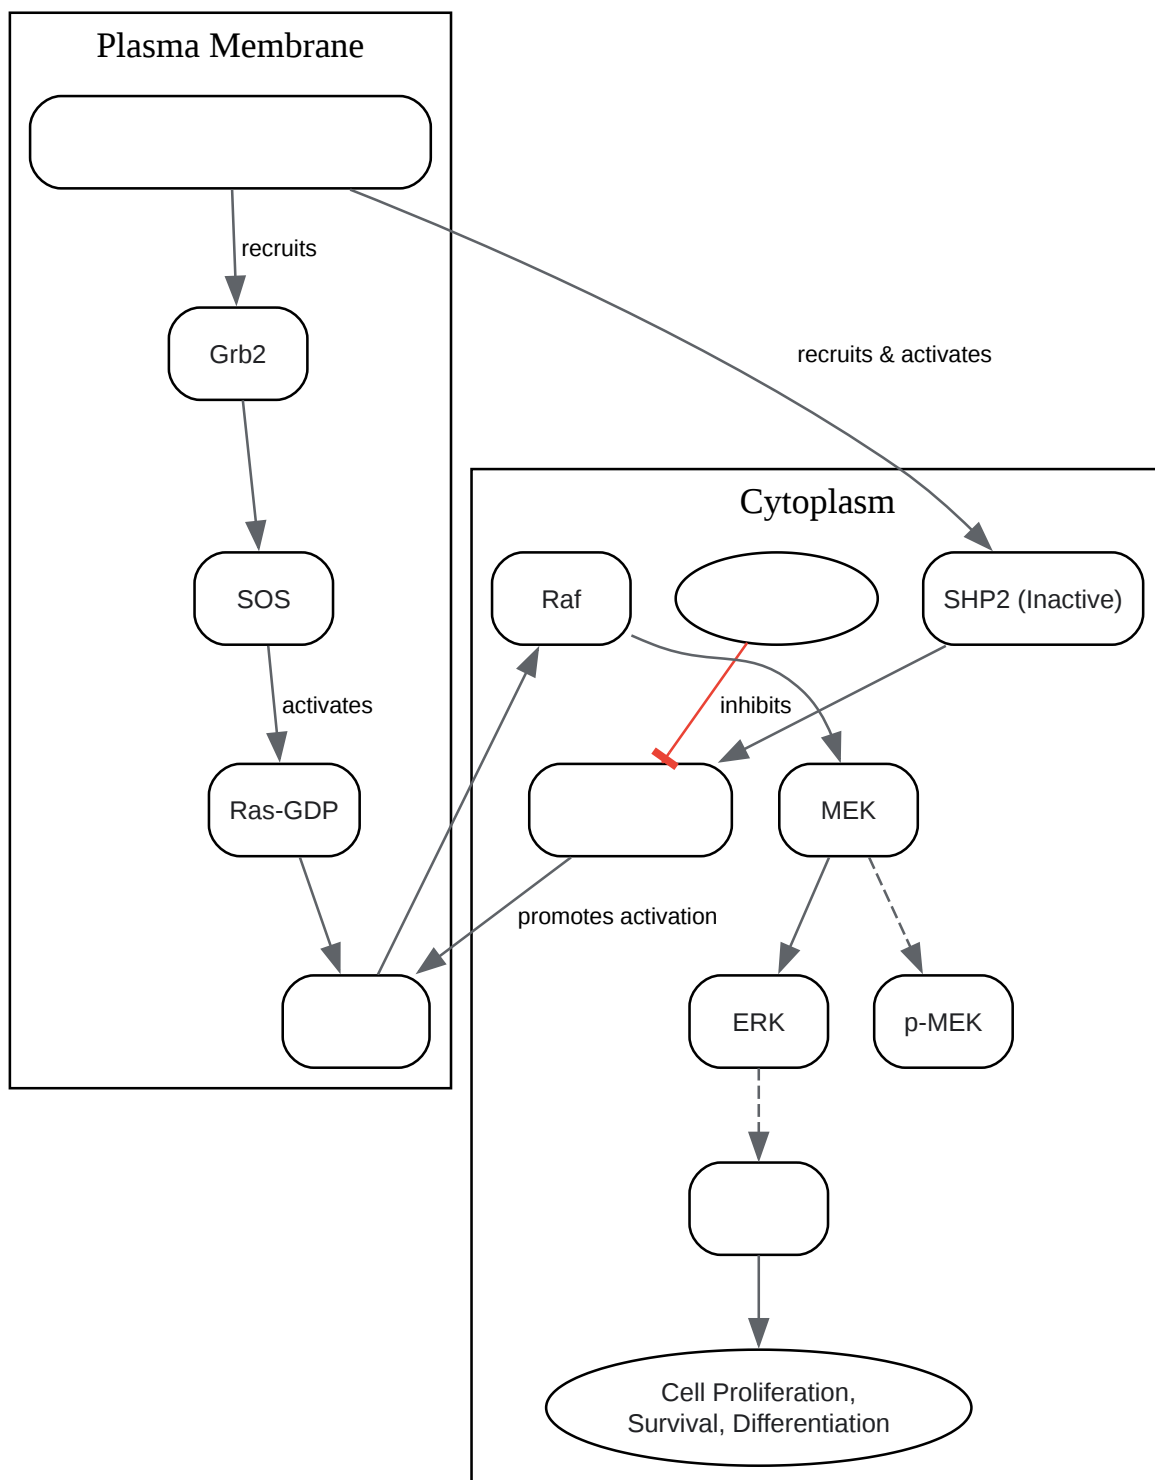 Plasma Membrane
recruits
Grb2
recruits & activates
Cytoplasm
SOS
Raf
SHP2 (Inactive)
activates
inhibits
Ras-GDP
MEK
promotes activation
ERK
p-MEK
Cell Proliferation,
Survival, Differentiation